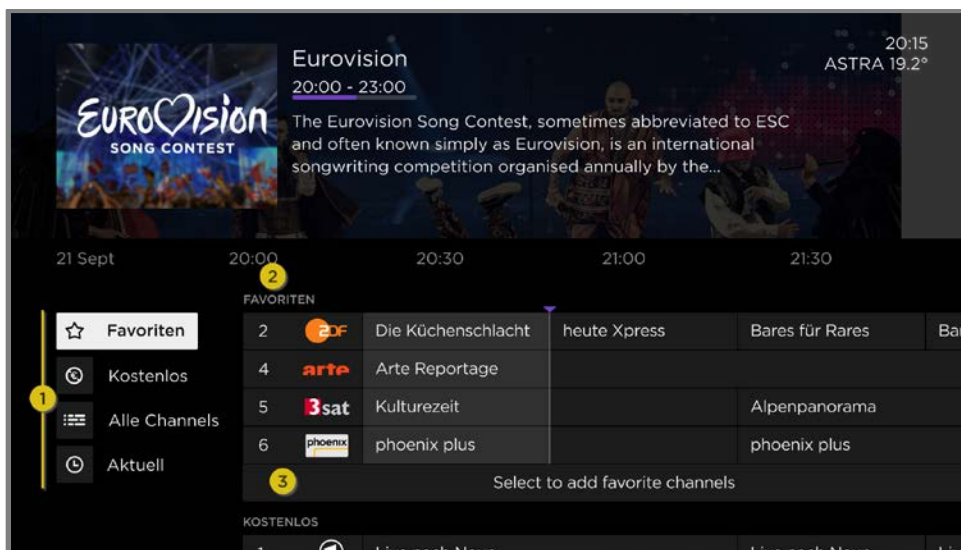 Eurovision
20:00 - 23:00
20:15
ASTRA 19.2°
EUROVISION
SONG CONTEST
The Eurovision Song Contest, sometimes abbreviated to ESC
and often known simply as Eurovision, is an international
songwriting competition organised annually by the...
21 Sept 20:00 20:30 21:00 21:30
2
FAVORITEN
Favoriten
Kostenlos
1
Alle Channels
Aktuell
2 ZDF Die Küchenschlacht heute Xpress Bares für Rares Bar
4 arte Arte Reportage
5 3sat Kulturezeit Alpenpanorama
6 phoenix phoenix plus phoenix plus
3 Select to add favorite channels
KOSTENLOS